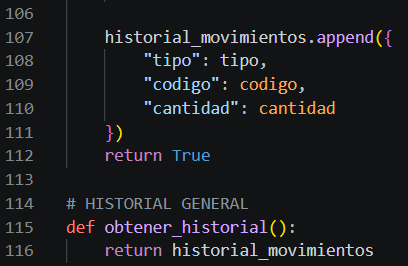 106
107 historial_movimientos.append({
108 "tipo": tipo,
109 "codigo": codigo,
110 "cantidad": cantidad
111 })
112 return True
113
114 # HISTORIAL GENERAL
115 def obtener_historial():
116 return historial_movimientos